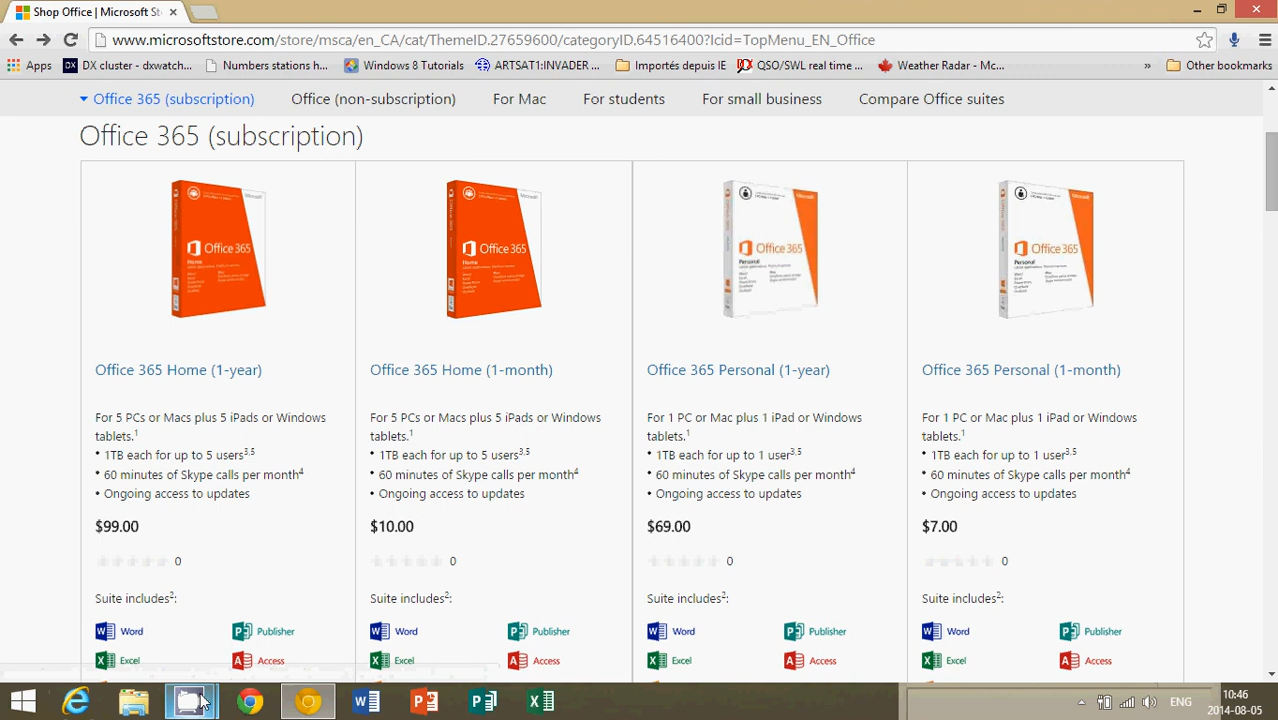 Shop Office | Microsoft St
www.microsoftstore.com/store/msca/en_CA/cat/ThemeID.27659600/categoryID.64516400?Icid=TopMenu_EN_Office
Apps DX cluster - dxwatch... Numbers stations h... Windows 8 Tutorials ARTSAT1:INVADER ... Importés depuis IE QSO/SWL real time ... Weather Radar - Mc... » Other bookmarks
Office 365 (subscription) Office (non-subscription) For Mac For students For small business Compare Office suites
Office 365 (subscription)
Office 365 Office 365 Office 365 Office 365
Home Home Personal Personal
Office 365 Home (1-year) Office 365 Home (1-month) Office 365 Personal (1-year) Office 365 Personal (1-month)
For 5 PCs or Macs plus 5 iPads or Windows For 5 PCs or Macs plus 5 iPads or Windows For 1 PC or Mac plus 1 iPad or Windows For 1 PC or Mac plus 1 iPad or Windows
tablets.1 tablets.1 tablets.1 tablets.1
• 1TB each for up to 5 users3,5 • 1TB each for up to 5 users3,5 • 1TB each for up to 1 user3,5 • 1TB each for up to 1 user3,5
• 60 minutes of Skype calls per month4 • 60 minutes of Skype calls per month4 • 60 minutes of Skype calls per month4 • 60 minutes of Skype calls per month4
• Ongoing access to updates • Ongoing access to updates • Ongoing access to updates • Ongoing access to updates
$99.00 $10.00 $69.00 $7.00
0 0 0 0
Suite includes2: Suite includes2: Suite includes2: Suite includes2:
Word Publisher Word Publisher Word Publisher Word Publisher
Excel Access Excel Access Excel Access Excel Access
ENG 10:46
2014-08-05